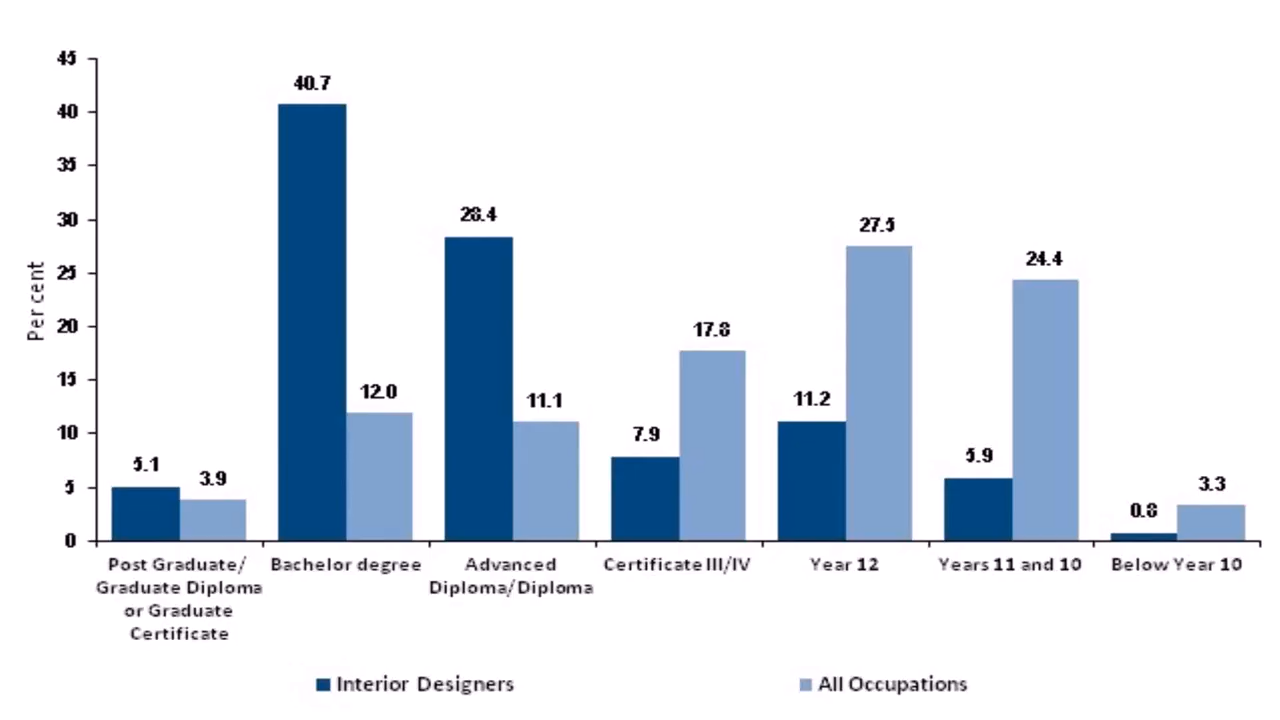 45
40
35
30
25
20
15
10
5
0
Per cent
5.1
3.9
40.7
12.0
28.4
11.1
7.9
17.8
11.2
27.5
5.9
24.4
0.8
3.3
Post Graduate/
Graduate Diploma
or Graduate
Certificate
Bachelor degree
Advanced
Diploma/Diploma
Certificate III/IV
Year 12
Years 11 and 10
Below Year 10
Interior Designers
All Occupations